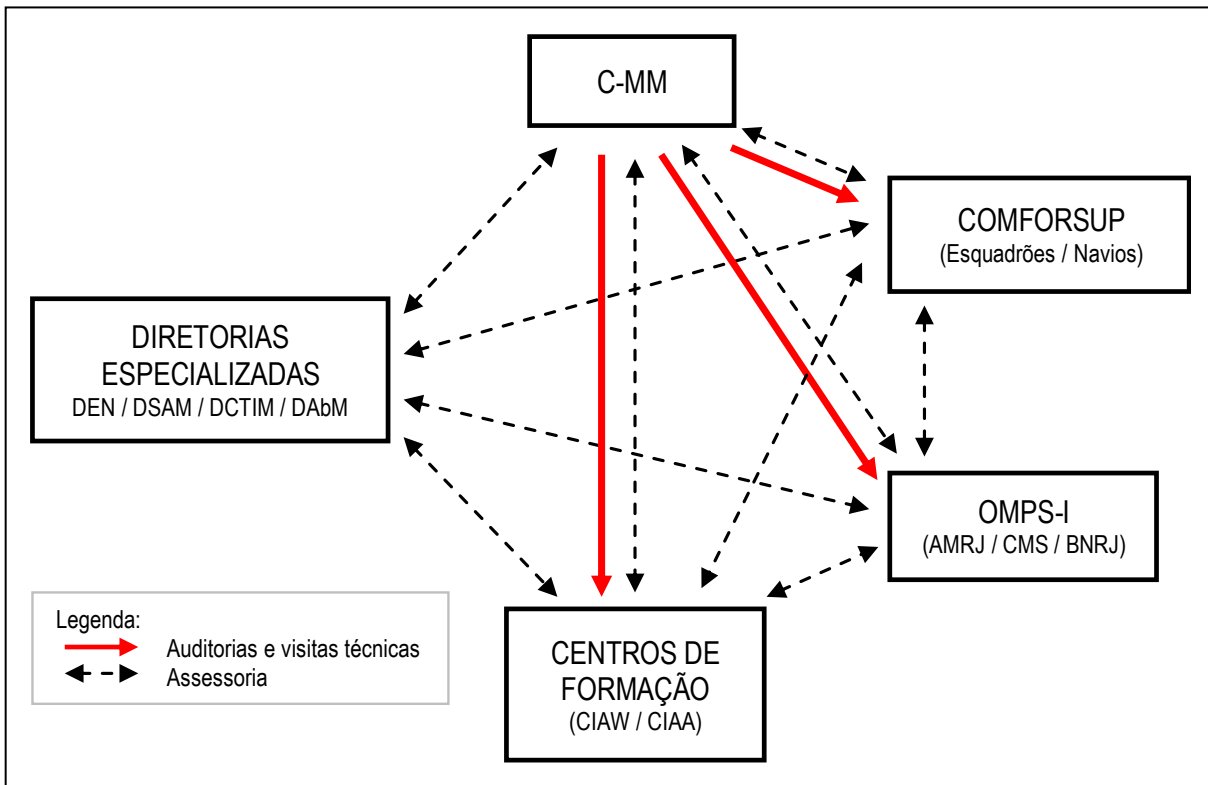 C-MM
COMFORSUP
(Esquadrões / Navios)
DIRETORIAS
ESPECIALIZADAS
DEN / DSAM / DCTIM / DAbM
OMPS-I
(AMRJ / CMS / BNRJ)
CENTROS DE
FORMAÇÃO
(CIAW / CIAA)
Legenda:
Auditorias e visitas técnicas
Assessoria